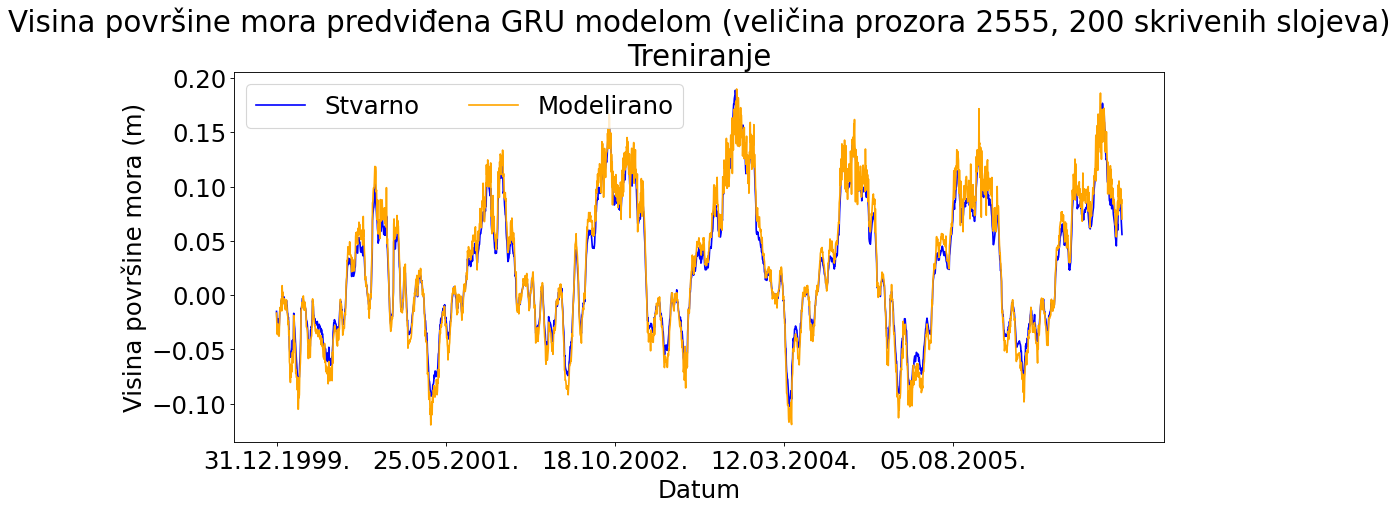 Visina površine mora predviđena GRU modelom (veličina prozora 2555, 200 skrivenih slojeva)
Treniranje
Stvarno
Modelirano
Visina površine mora (m)
0.20
0.15
0.10
0.05
0.00
−0.05
−0.10
31.12.1999.
25.05.2001.
18.10.2002.
12.03.2004.
05.08.2005.
Datum